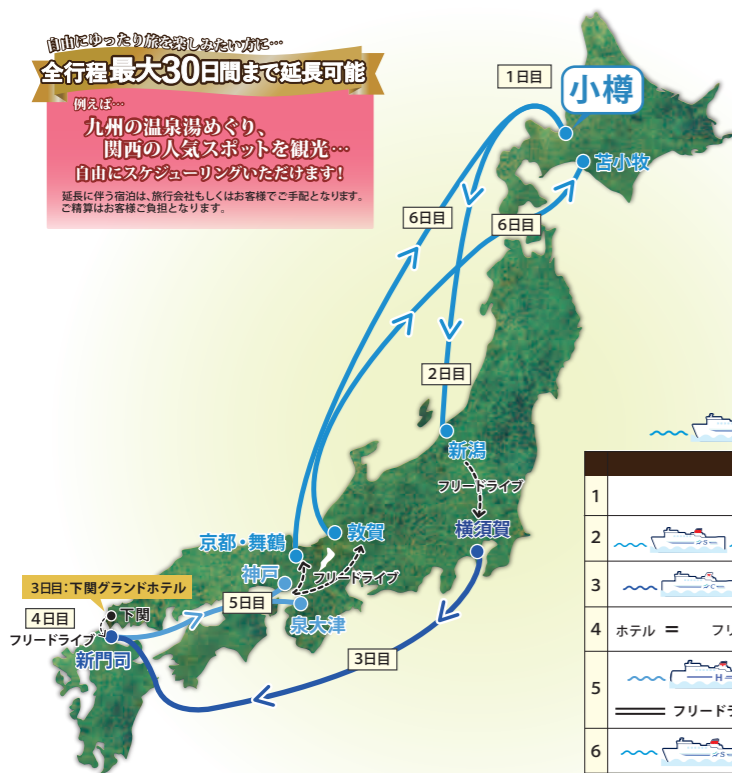 自由にゆったり旅を楽しみたい方に…
全行程最大30日間まで延長可能
例えば…
九州の温泉湯めぐり、
関西の人気スポットを観光…
自由にスケジューリングいただけます！
延長に伴う宿泊は、旅行会社もしくはお客様でご手配となります。
ご精算はお客様ご負担となります。
1日目
小樽
苫小牧
6日目
6日目
2日目
新潟
フリードライブ
横須賀
敦賀
京都・舞鶴
神戸
フリードライブ
3日目：下関グランドホテル
5日目
泉大津
4日目
下関
フリードライブ
新門司
3日目
1
2
S
3
C
4 ホテル ＝ フリ
5
H
フリードラ
6
S